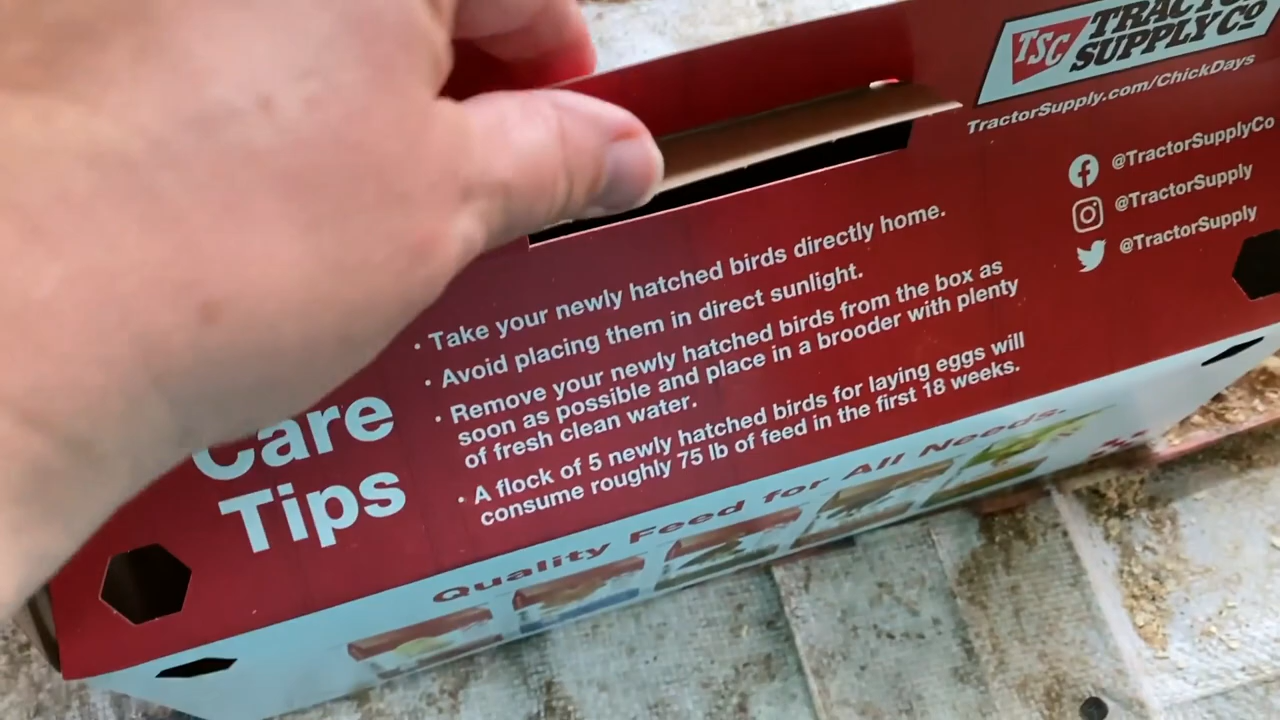 TSC TRACTOR
SUPPLY Co
TractorSupply.com/ChickDays
@TractorSupplyCo
@TractorSupply
@TractorSupply
Care
Tips
• Take your newly hatched birds directly home.
• Avoid placing them in direct sunlight.
• Remove your newly hatched birds from the box as
soon as possible and place in a brooder with plenty
of fresh clean water.
• A flock of 5 newly hatched birds for laying eggs will
consume roughly 75 lb of feed in the first 18 weeks.
Quality Feed for All Needs.